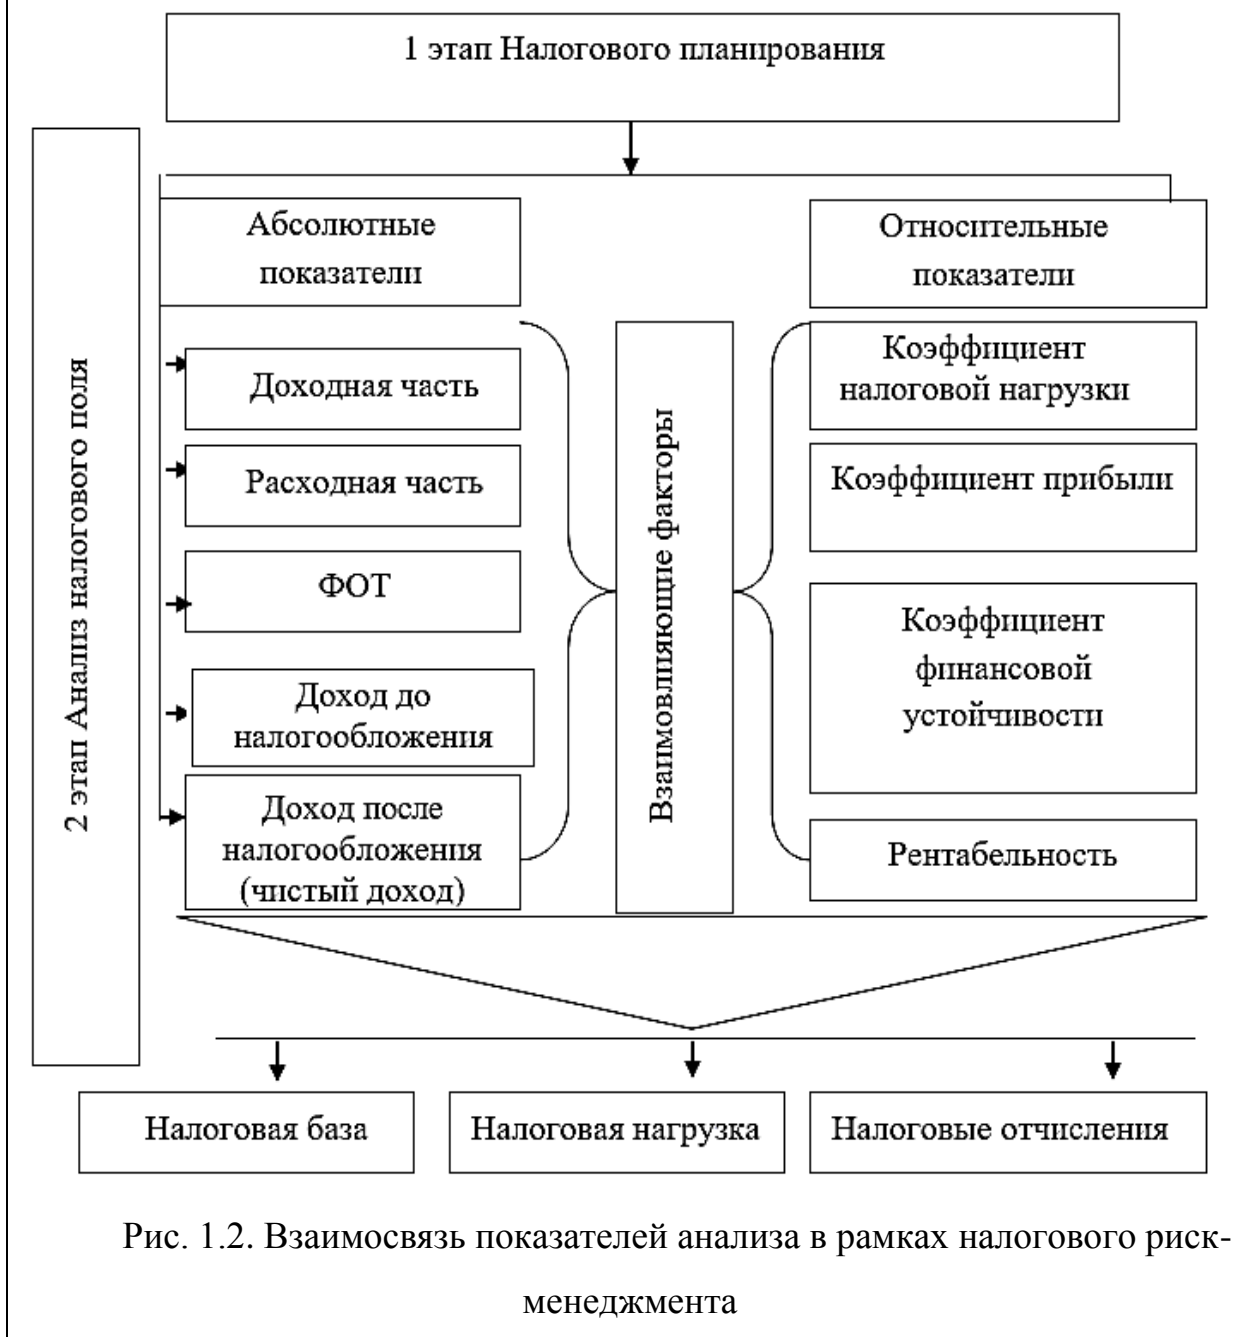 1 этап Налогового планирования
2 этап Анализ налогового поля
Абсолютные
показатели
Доходная часть
Расходная часть
ФОТ
Доход до
налогообложения
Доход после
налогообложения
(чистый доход)
Взаимовлияющие факторы
Относительные
показатели
Коэффициент
налоговой нагрузки
Коэффициент прибыли
Коэффициент
финансовой
устойчивости
Рентабельность
Налоговая база
Налоговая нагрузка
Налоговые отчисления
Рис. 1.2. Взаимосвязь показателей анализа в рамках налогового риск-
менеджмента